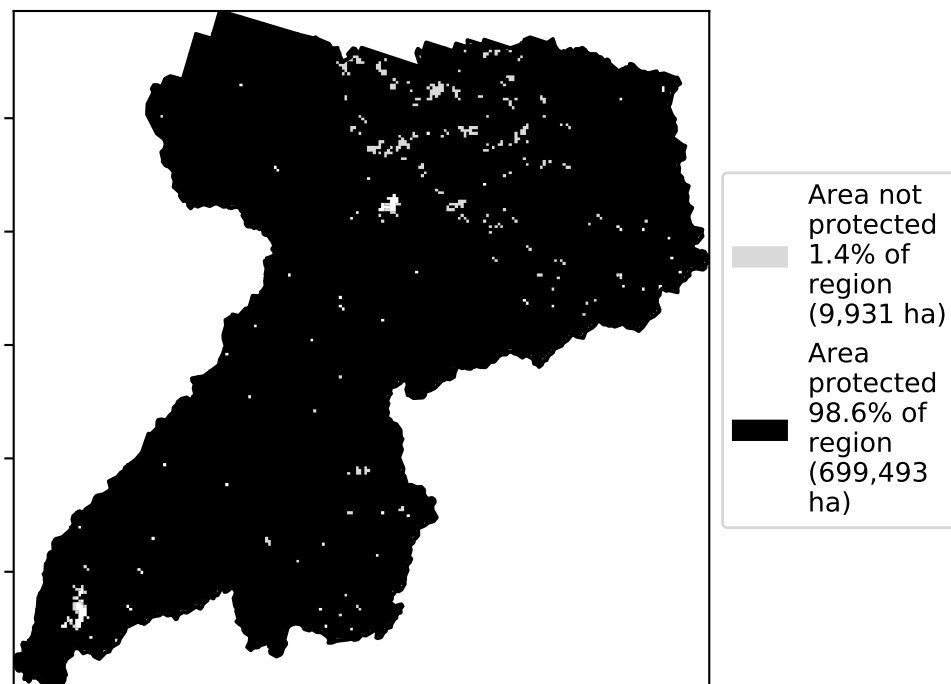 Area not
protected
1.4% of
region
(9,931 ha)
Area
protected
98.6% of
region
(699,493
ha)